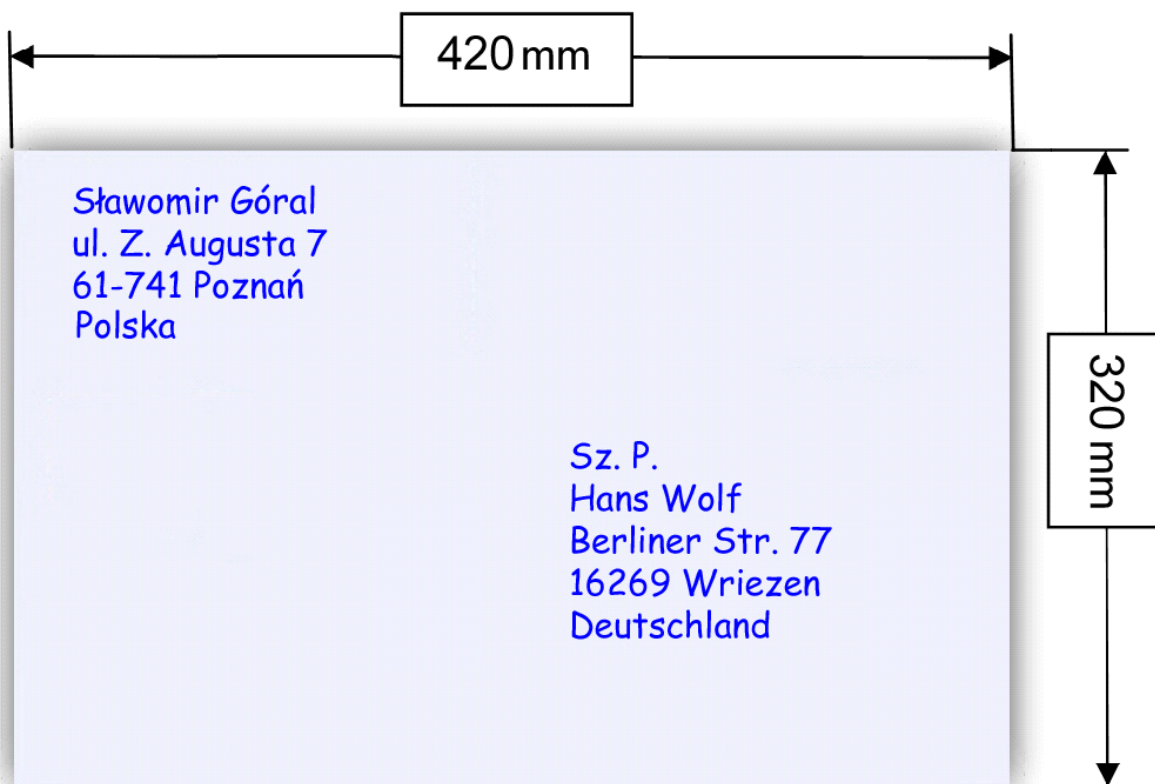 420 mm
Sławomir Góral
ul. Z. Augusta 7
61-741 Poznań
Polska
320 mm
Sz. P.
Hans Wolf
Berliner Str. 77
16269 Wriezen
Deutschland